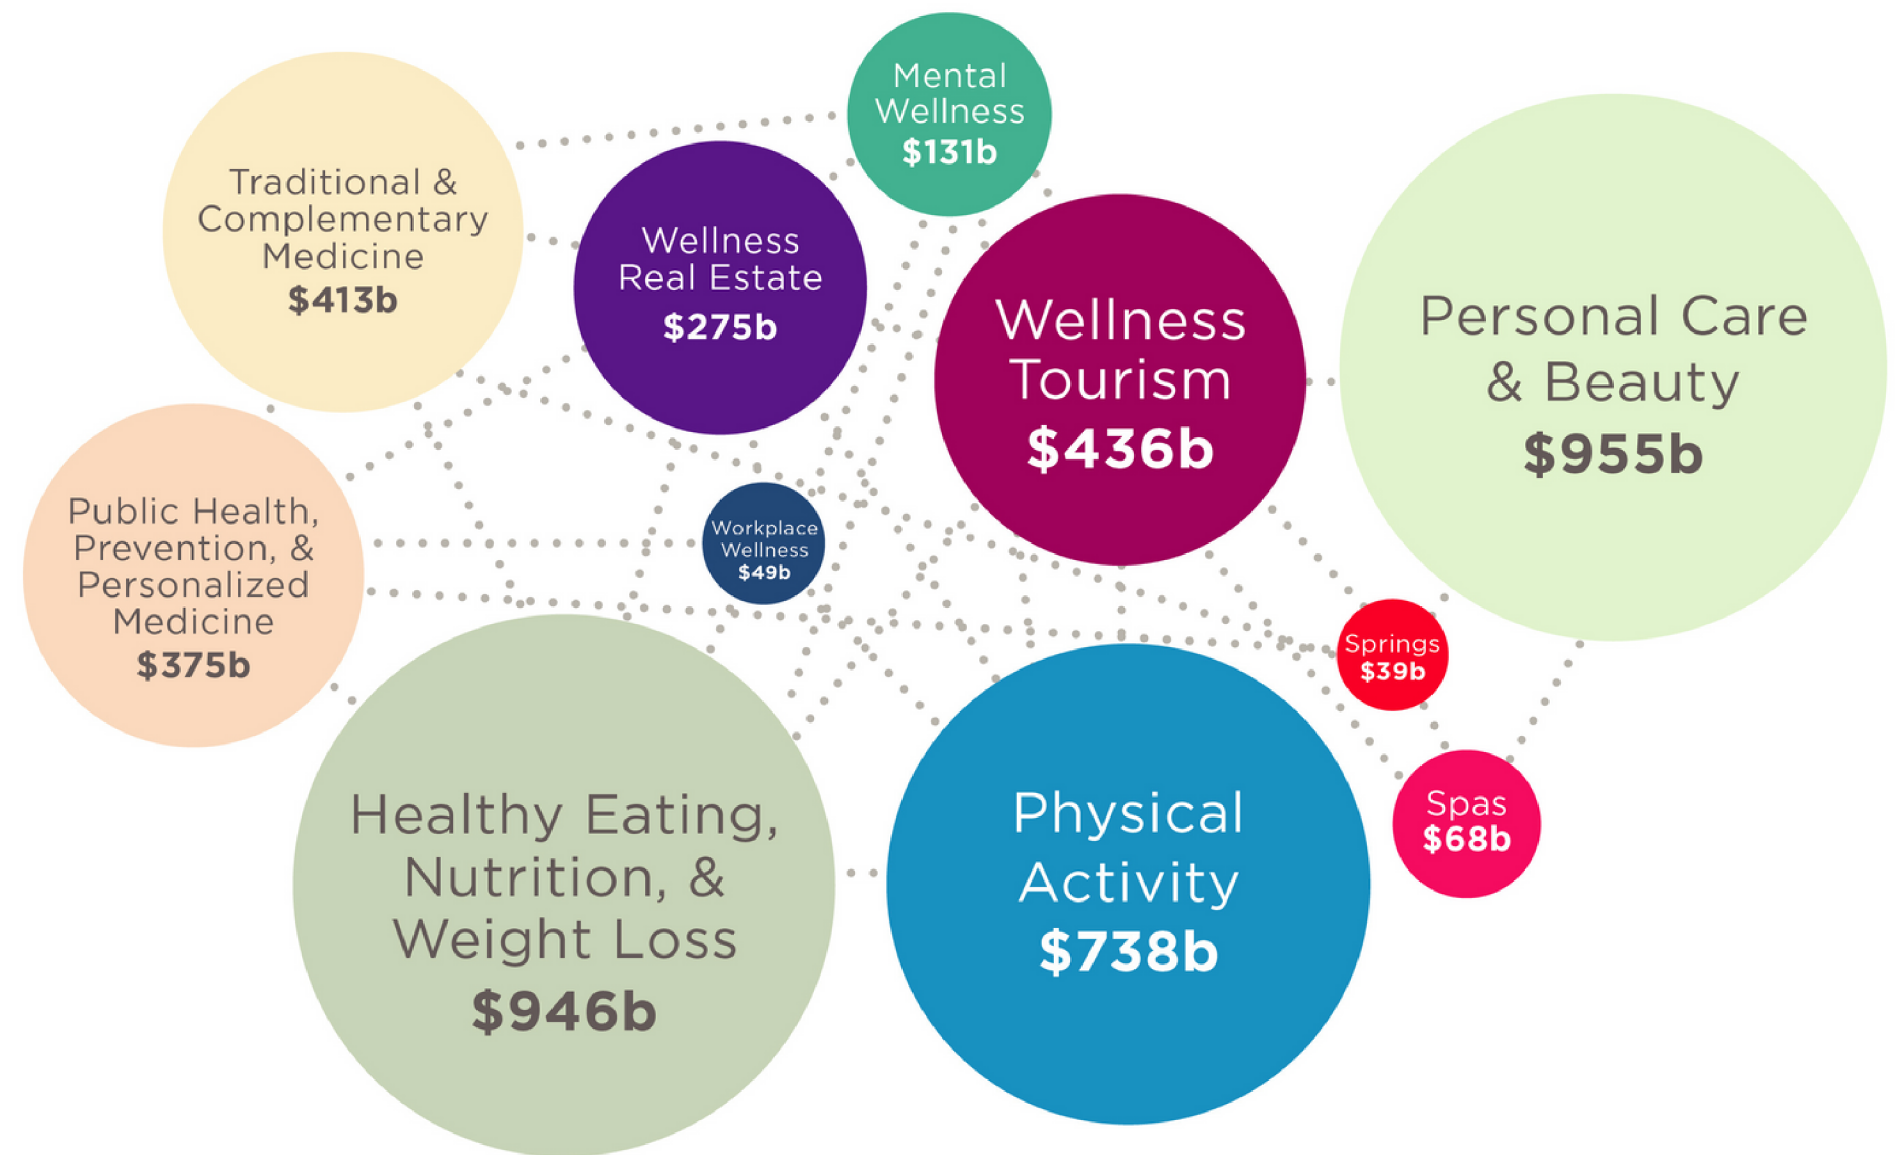 Mental
Wellness
$131b
Traditional &
Complementary
Medicine
$413b
Wellness
Real Estate
$275b
Wellness
Tourism
$436b
Personal Care
& Beauty
$955b
Public Health,
Prevention, &
Personalized
Medicine
$375b
Workplace
Wellness
$49b
Springs
$39b
Healthy Eating,
Nutrition, &
Weight Loss
$946b
Physical
Activity
$738b
Spas
$68b